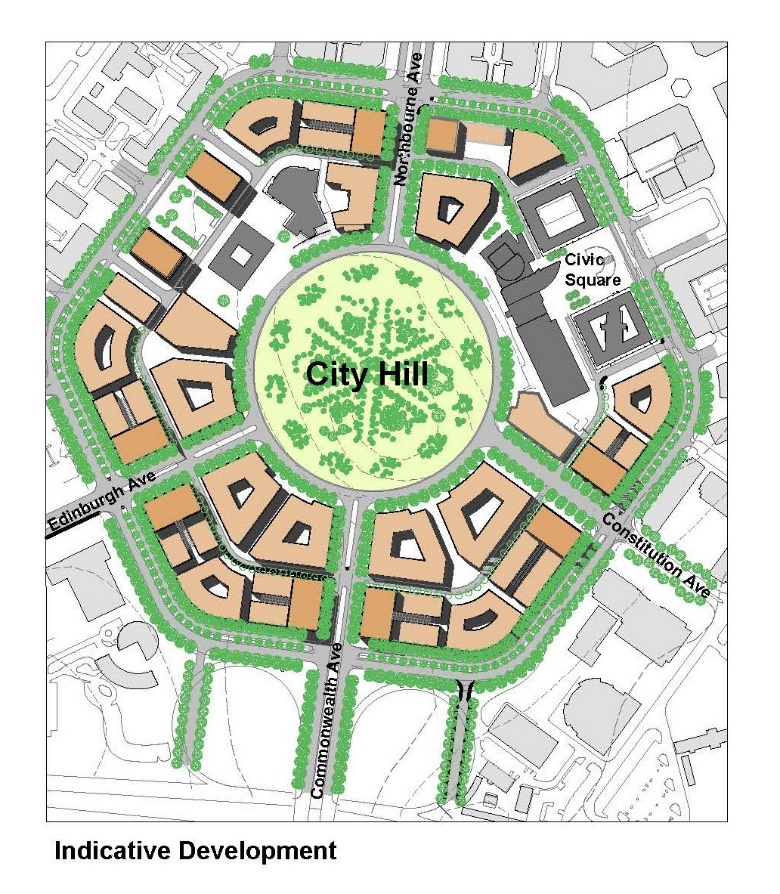 Northbourne Ave
Civic
Square
City Hill
Edinburgh Ave
Constitution Ave
Commonwealth Ave
Indicative Development